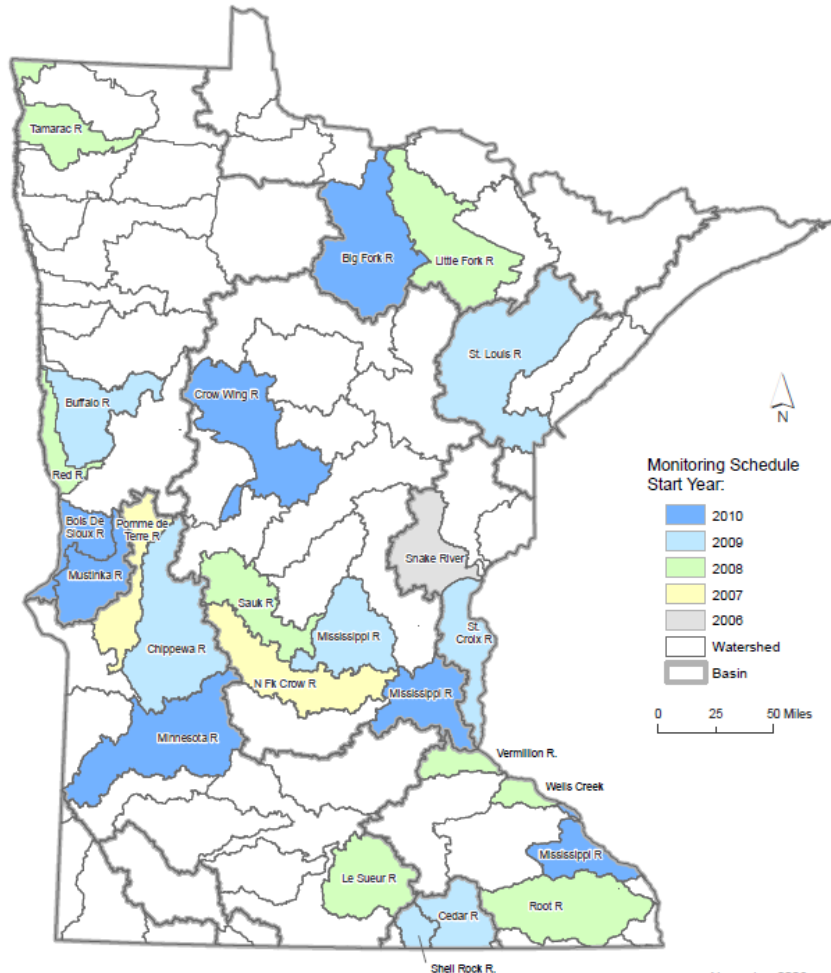 Tamarac R
Big Fork R
Little Fork R
St. Louis R
Buffalo R
Crow Wing R
Red R
N
Monitoring Schedule
Start Year:
2010
2009
2008
2007
2006
Watershed
Basin
0 25 50 Miles
Bois De
Sioux R
Pomme de
Terre R
Mustinka R
Snake River
Sauk R
Mississippi R
St.
Croix R
Chippewa R
N Fk Crow R
Mississippi R
Minnesota R
Vermillion R.
Wells Creek
Mississippi R
Le Sueur R
Root R
Cedar R
Shell Rock R.